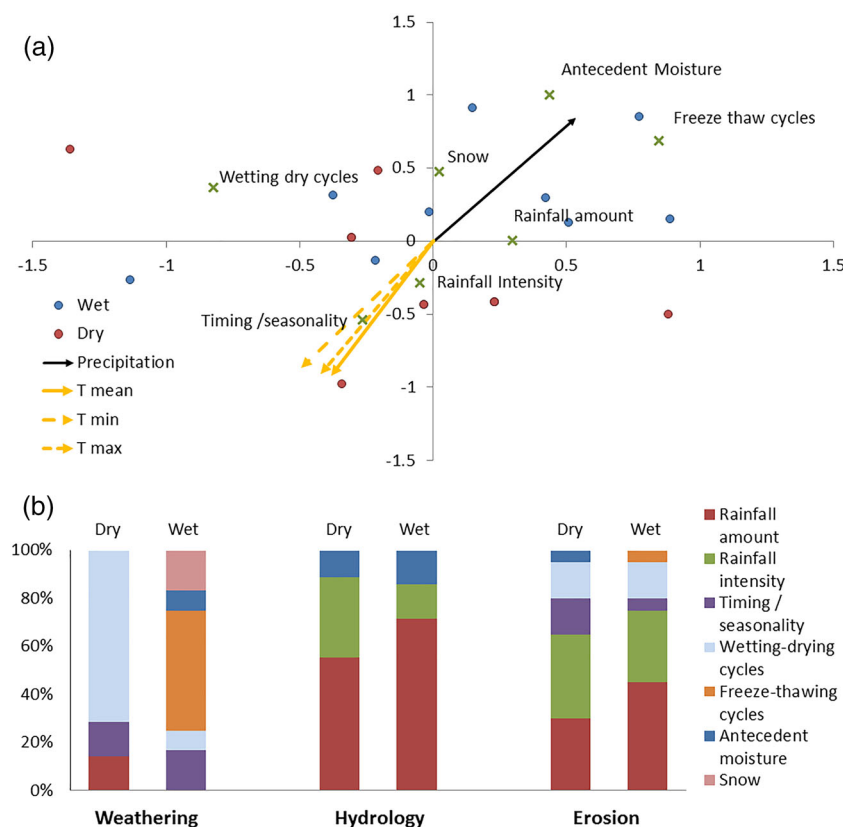 (a)
1.5
1
0.5
0
-0.5
-1
-1.5
-1.5
-1
-0.5
0
0.5
1
1.5
Antecedent Moisture
Freeze thaw cycles
Snow
Wetting dry cycles
Rainfall amount
Rainfall Intensity
Timing /seasonality
Wet
Dry
Precipitation
T mean
T min
T max
(b)
Dry
Wet
Dry
Wet
Dry
Wet
100%
80%
60%
40%
20%
0%
Weathering
Hydrology
Erosion
Rainfall
amount
Rainfall
intensity
Timing /
seasonality
Wetting-drying
cycles
Freeze-thawing
cycles
Antecedent
moisture
Snow